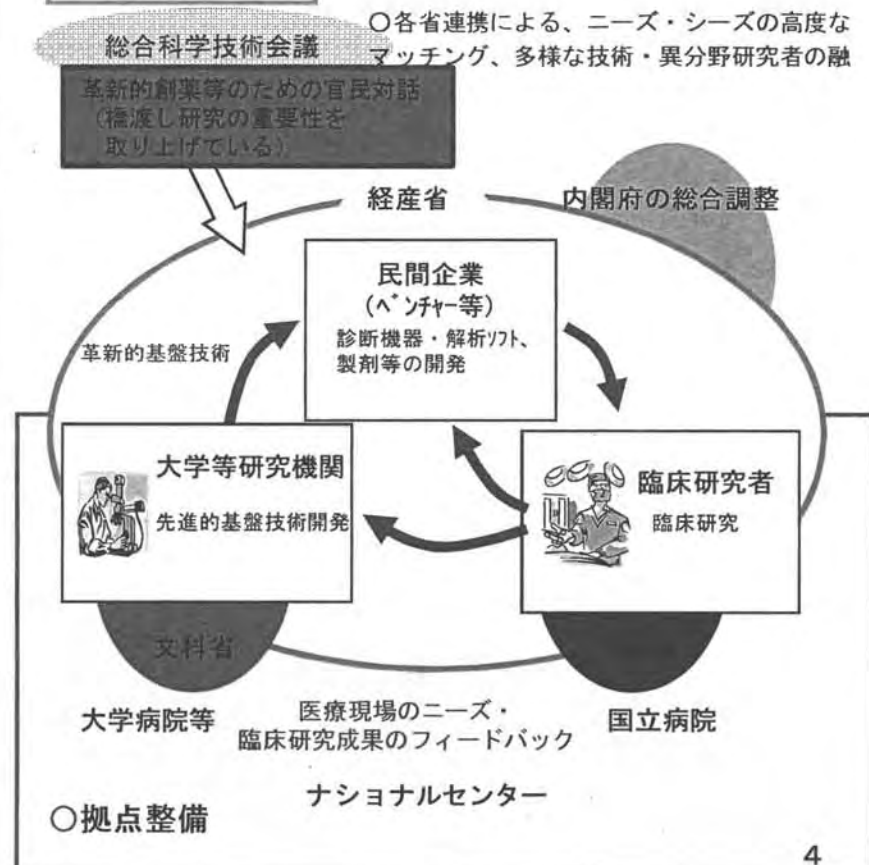 総合科学技術会議
○各省連携による、ニーズ・シーズの高度な
マッチング、多様な技術・異分野研究者の融
革新的創薬等のための官民対話
(橋渡し研究の重要性を
取り上げている)
経産省
内閣府の総合調整
民間企業
(ベンチャー等)
診断機器・解析ソフト、
製剤等の開発
革新的基盤技術
大学等研究機関
先進的基盤技術開発
臨床研究者
臨床研究
文科省
大学病院等
医療現場のニーズ・
臨床研究成果のフィードバック
国立病院
ナショナルセンター
○拠点整備
4